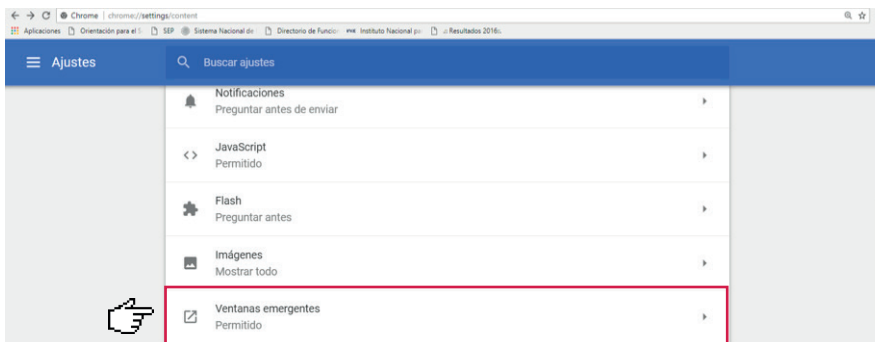 Chrome | chrome://settings/content
Aplicaciones Orientación para el S SEP Sistema Nacional de Directorio de Funcio Instituto Nacional pa Resultados 2016
Ajustes Buscar ajustes
Notificaciones
Preguntar antes de enviar
JavaScript
Permitido
Flash
Preguntar antes
Imágenes
Mostrar todo
Ventanas emergentes
Permitido